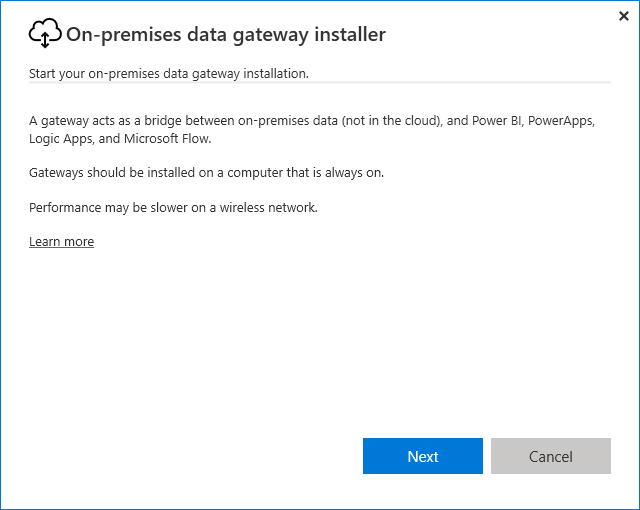 On-premises data gateway installer
Start your on-premises data gateway installation.
A gateway acts as a bridge between on-premises data (not in the cloud), and Power BI, PowerApps,
Logic Apps, and Microsoft Flow.
Gateways should be installed on a computer that is always on.
Performance may be slower on a wireless network.
Learn more
Next
Cancel